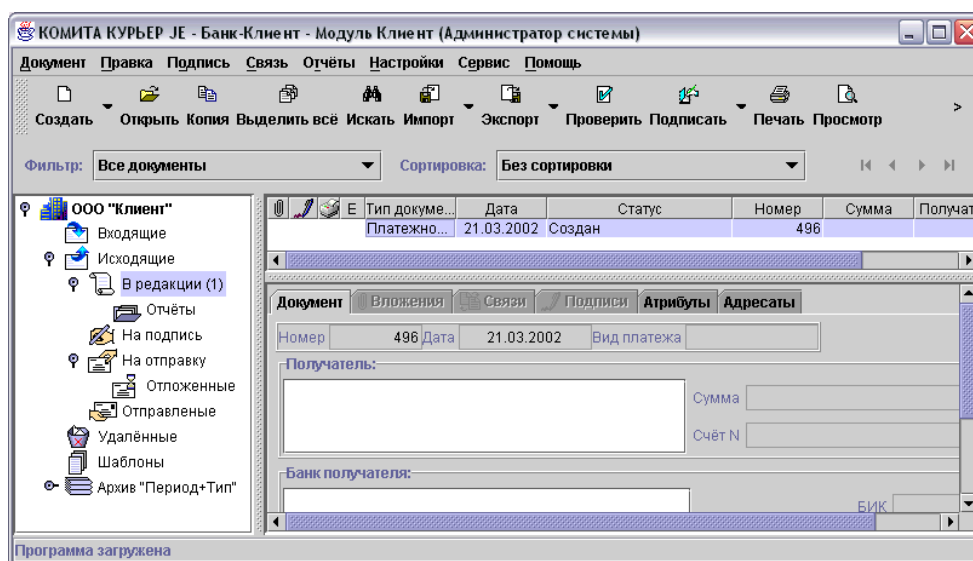 КОМИТА КУРЬЕР JE - Банк-Клиент - Модуль Клиент (Администратор системы)
Документ Правка Подпись Связь Отчёты Настройки Сервис Помощь
Создать Открыть Копия Выделить всё Искать Импорт Экспорт Проверить Подписать Печать Просмотр >
Фильтр: Все документы Сортировка: Без сортировки
ООО "Клиент"
Входящие
Исходящие
В редакции (1)
Отчёты
На подпись
На отправку
Отложенные
Отправленые
Удалённые
Шаблоны
Архив "Период+Тип"
E Тип докуме... Дата Статус Номер Сумма Получат
Платежно... 21.03.2002 Создан 496
Документ Вложения Связи Подписи Атрибуты Адресаты
Номер 496 Дата 21.03.2002 Вид платежа
Получатель:
Сумма
Счёт N
Банк получателя:
БИК
Программа загружена